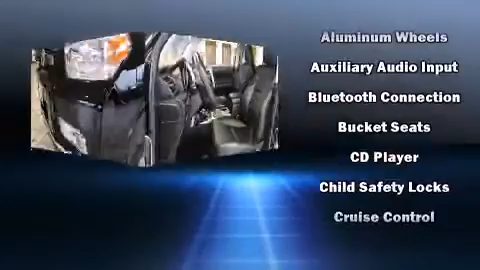 Aluminum Wheels
Auxiliary Audio Input
Bluetooth Connection
Bucket Seats
CD Player
Child Safety Locks
Cruise Control